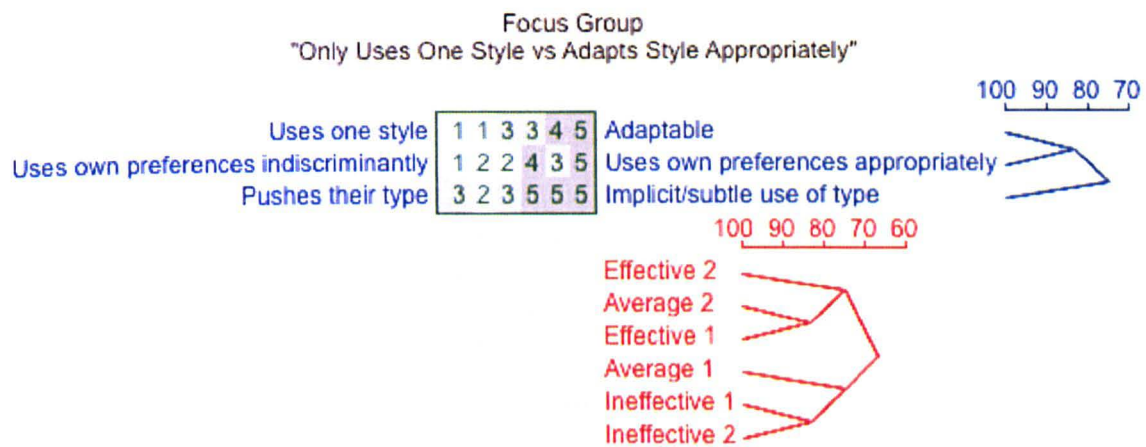 Focus Group
"Only Uses One Style vs Adapts Style Appropriately"
100 90 80 70
Uses one style 1 1 3 3 4 5 Adaptable
Uses own preferences indiscriminantly 1 2 2 4 3 5 Uses own preferences appropriately
Pushes their type 3 2 3 5 5 5 Implicit/subtle use of type
100 90 80 70 60
Effective 2
Average 2
Effective 1
Average 1
Ineffective 1
Ineffective 2